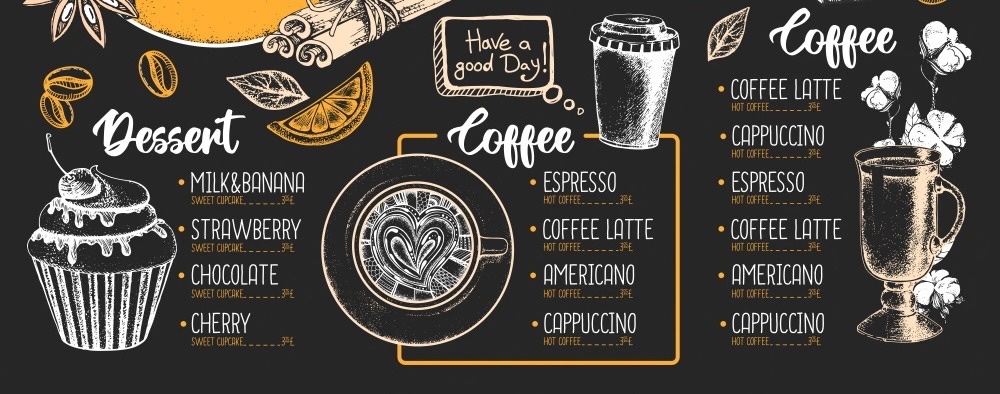 Have a
good Day!
Dessert
MILK&BANANA
SWEET CUPCAKE
STRAWBERRY
SWEET CUPCAKE
CHOCOLATE
SWEET CUPCAKE
CHERRY
SWEET CUPCAKE
Coffee
ESPRESSO
HOT COFFEE
COFFEE LATTE
HOT COFFEE
AMERICANO
HOT COFFEE
CAPPUCCINO
HOT COFFEE
Coffee
COFFEE LATTE
HOT COFFEE
CAPPUCCINO
HOT COFFEE
ESPRESSO
HOT COFFEE
COFFEE LATTE
HOT COFFEE
AMERICANO
HOT COFFEE
CAPPUCCINO
HOT COFFEE